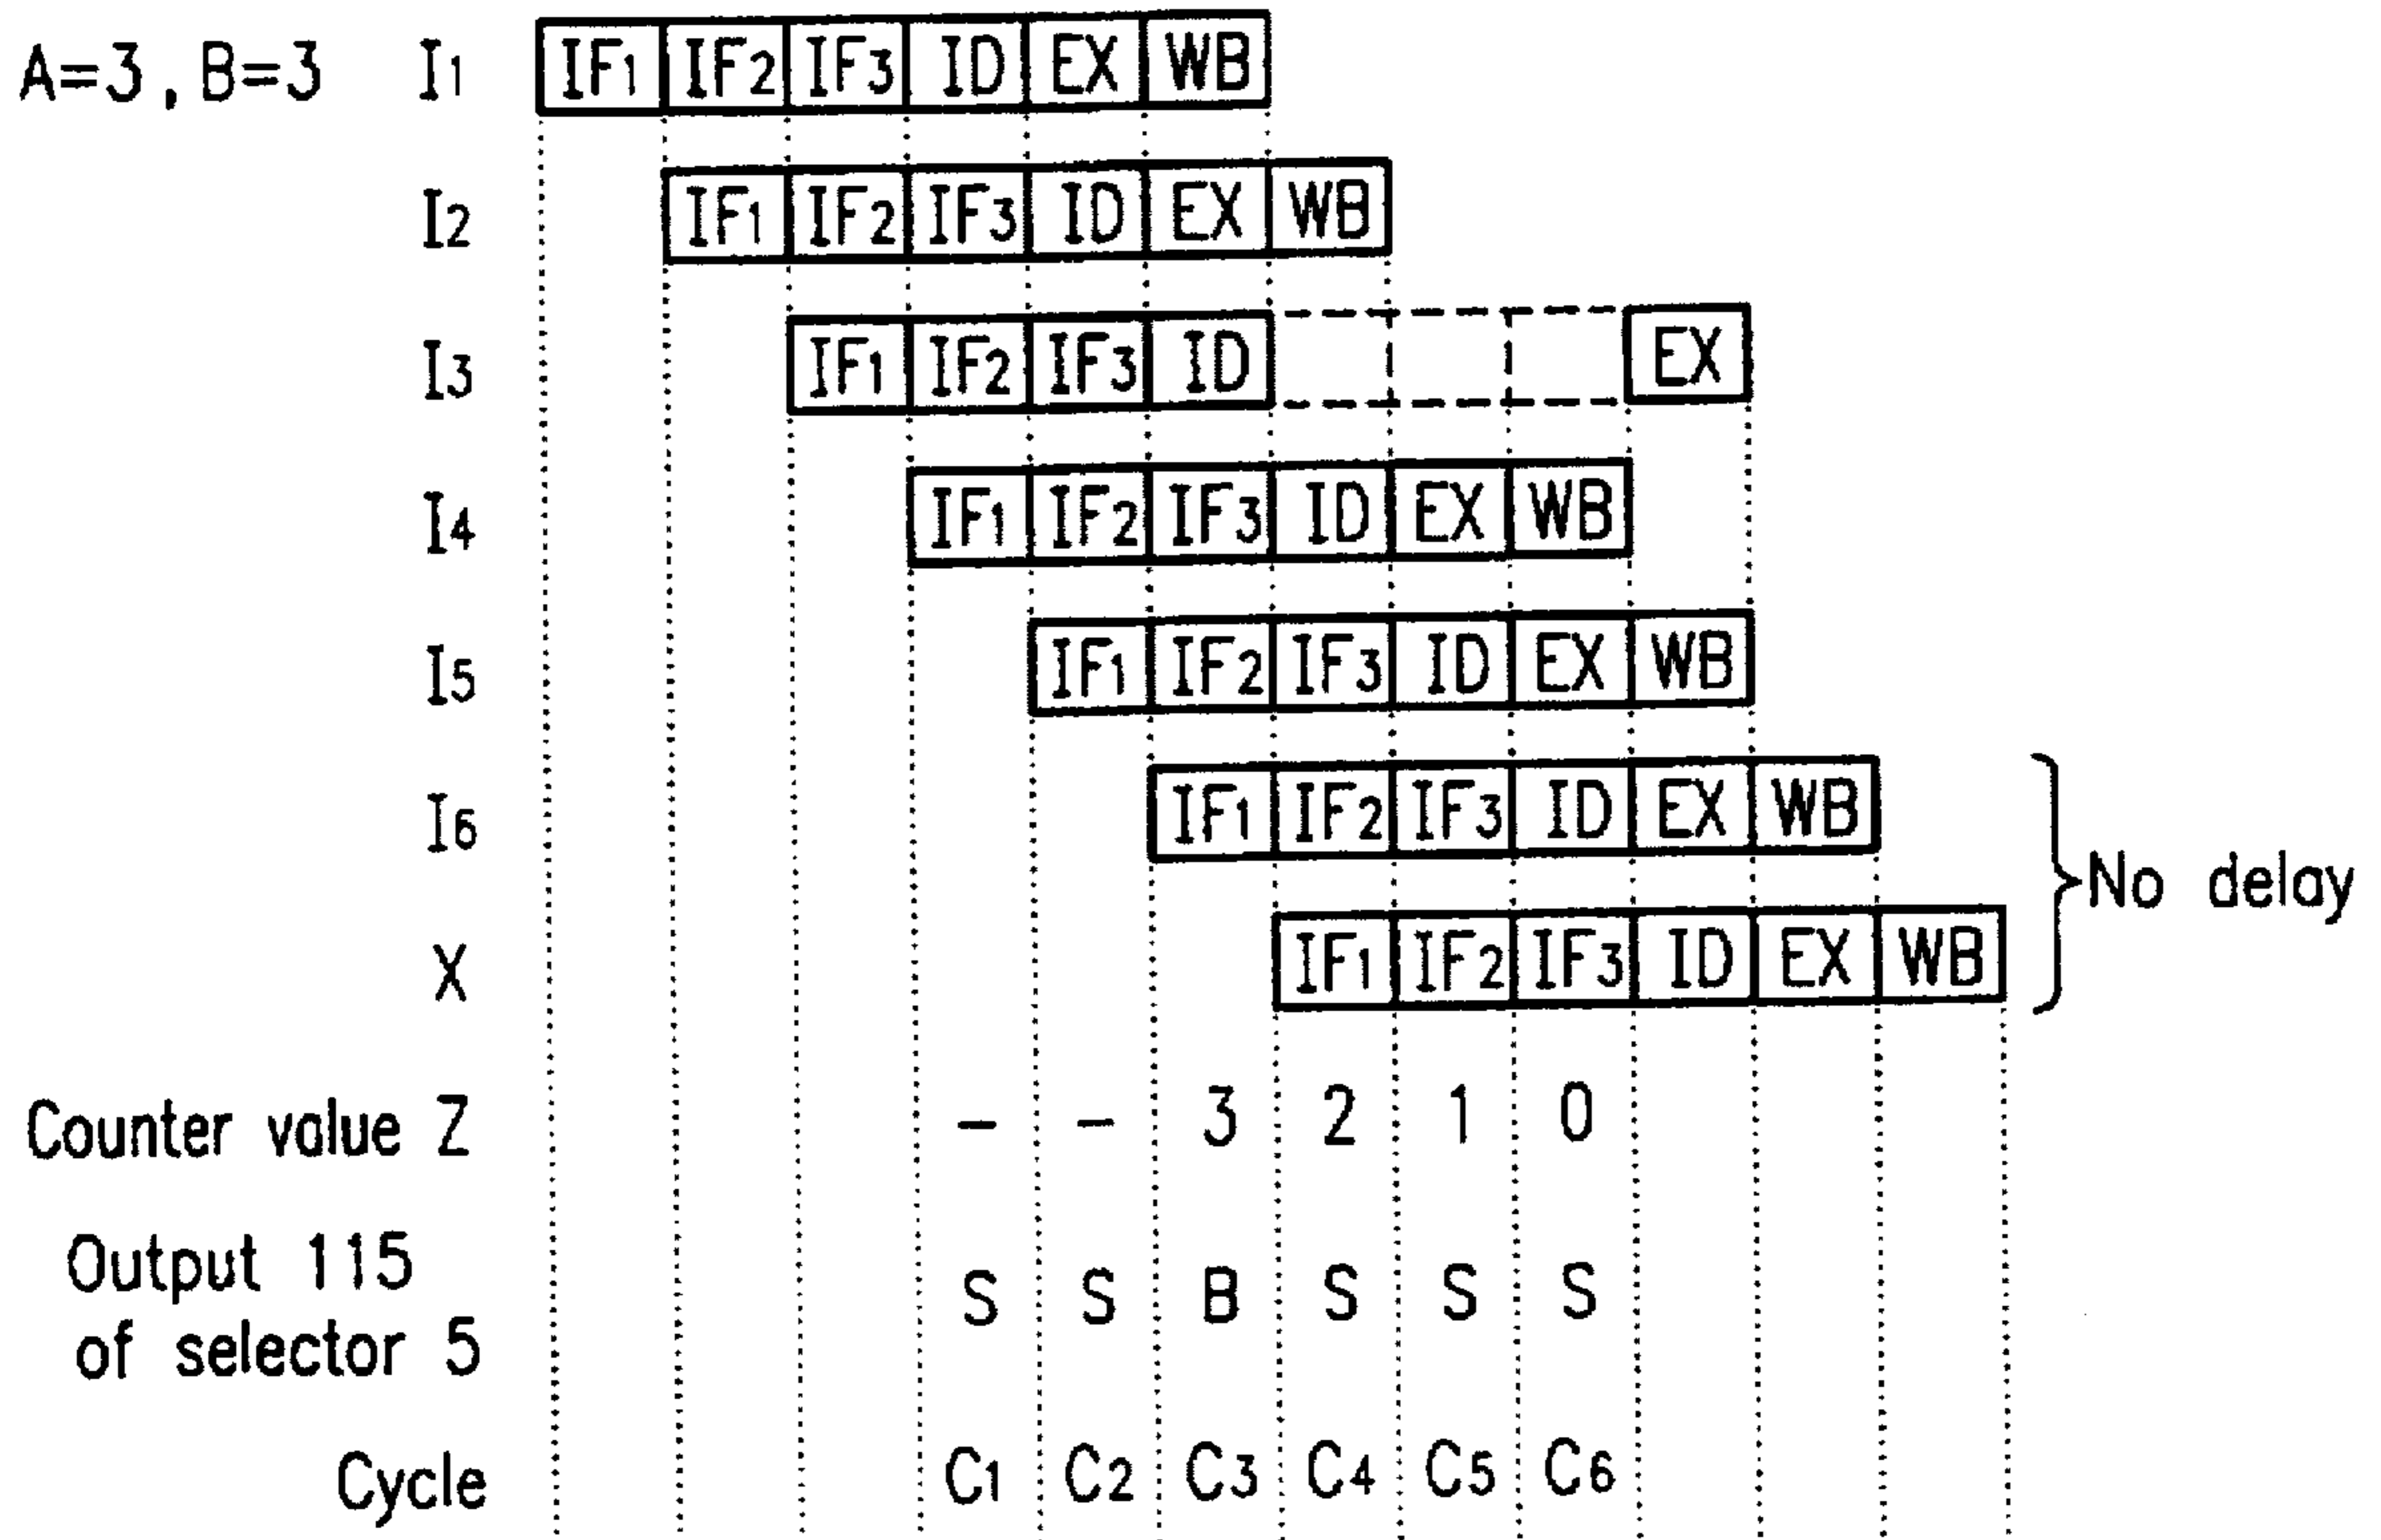 A=3, B=3 I1 IF1 IF2 IF3 ID EX WB
I2 IF1 IF2 IF3 ID EX WB
I3 IF1 IF2 IF3 ID EX
I4 IF1 IF2 IF3 ID EX WB
I5 IF1 IF2 IF3 ID EX WB
I6 IF1 IF2 IF3 ID EX WB
No delay
X IF1 IF2 IF3 ID EX WB
Counter value Z – – 3 2 1 0
Output 115
of selector 5 S S B S S S
Cycle C1 C2 C3 C4 C5 C6